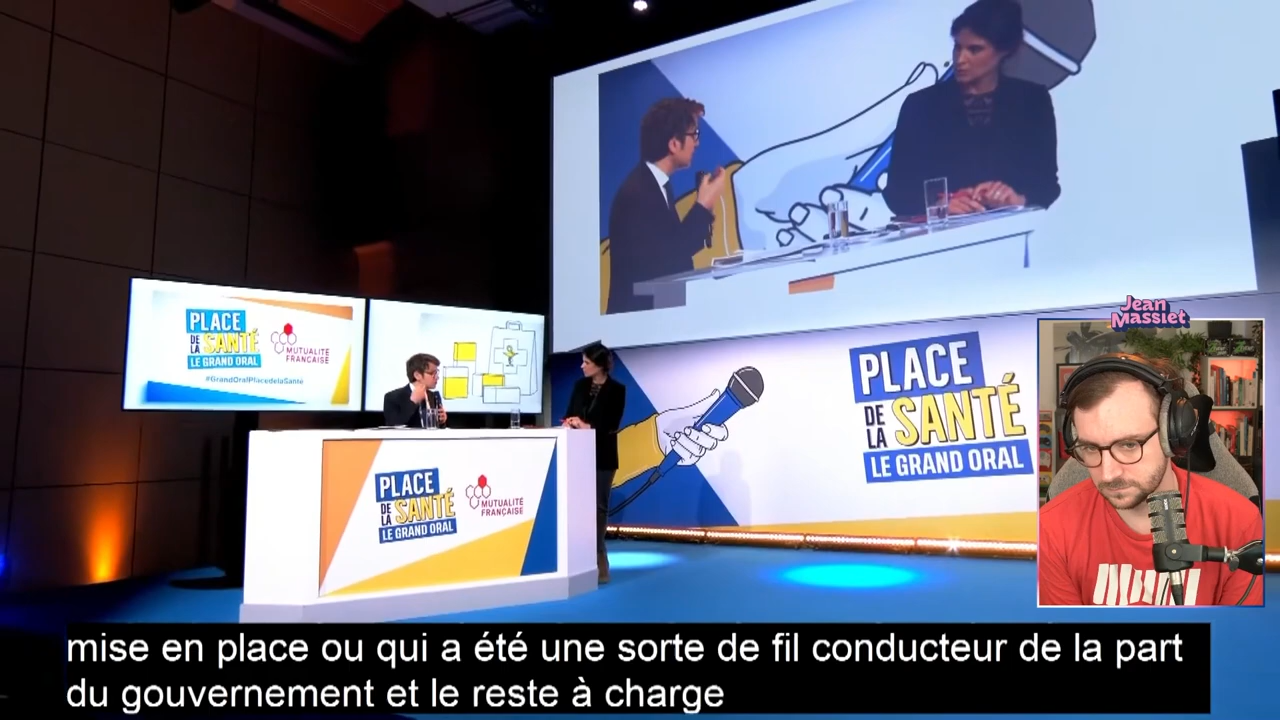 PLACE
DE LA
SANTÉ
LE GRAND ORAL
MUTUALITÉ
FRANÇAISE
#GrandOralPlacedelaSanté
PLACE
DE LA
SANTÉ
LE GRAND ORAL
MUTUALITÉ
FRANÇAISE
PLACE
DE LA
SANTÉ
LE GRAND ORAL
Jean
Massiet
mise en place ou qui a été une sorte de fil conducteur de la part
du gouvernement et le reste à charge